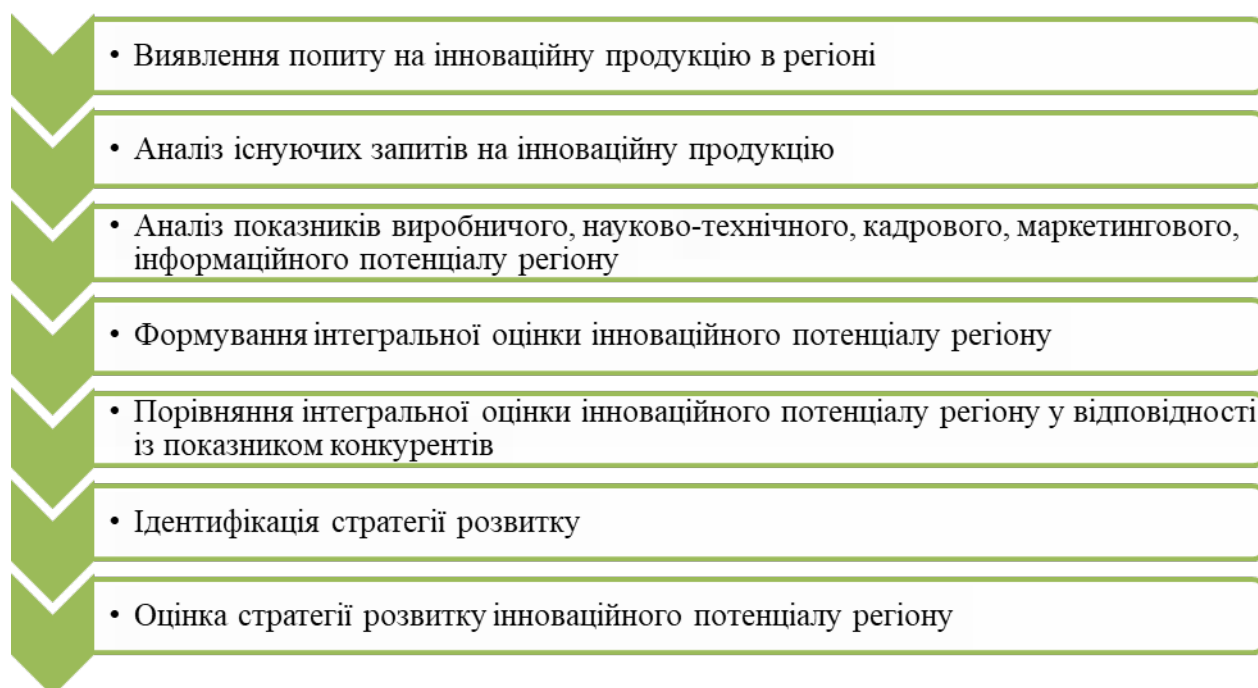 • Виявлення попиту на інноваційну продукцію в регіоні
• Аналіз існуючих запитів на інноваційну продукцію
• Аналіз показників виробничого, науково-технічного, кадрового, маркетингового,
інформаційного потенціалу регіону
• Формування інтегральної оцінки інноваційного потенціалу регіону
• Порівняння інтегральної оцінки інноваційного потенціалу регіону у відповідності
із показником конкурентів
• Ідентифікація стратегії розвитку
• Оцінка стратегії розвитку інноваційного потенціалу регіону